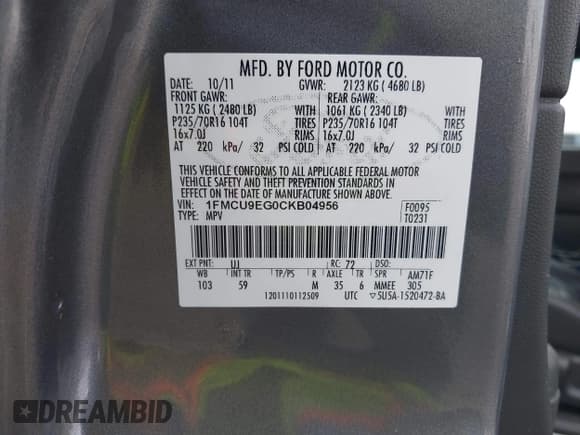 MFD. BY FORD MOTOR CO.
DATE: 10/11 GVWR: 2123 KG ( 4680 LB)
FRONT GAWR: REAR GAWR:
1125 KG ( 2480 LB) WITH 1061 KG ( 2340 LB) WITH
P235/70R16 104T TIRES P235/70R16 104T TIRES
16x7.0J RIMS 16x7.0J RIMS
AT 220 kPa/ 32 PSI COLD AT 220 kPa/ 32 PSI COLD
THIS VEHICLE CONFORMS TO ALL APPLICABLE FEDERAL MOTOR
VEHICLE SAFETY AND THEFT PREVENTION STANDARDS IN
EFFECT ON THE DATE OF MANUFACTURE SHOWN ABOVE.
VIN: 1FMCU9EG0CKB04956 F0095
TYPE: MPV T0231
EXT PNT: UJ RC: 72 DSO:
WB INT TR TP/PS R AXLE TR SPR AM71F
103 59 M 35 6 MMEE 305
1201110112509 UTC 5U5A-1520472-BA
DREAMBID